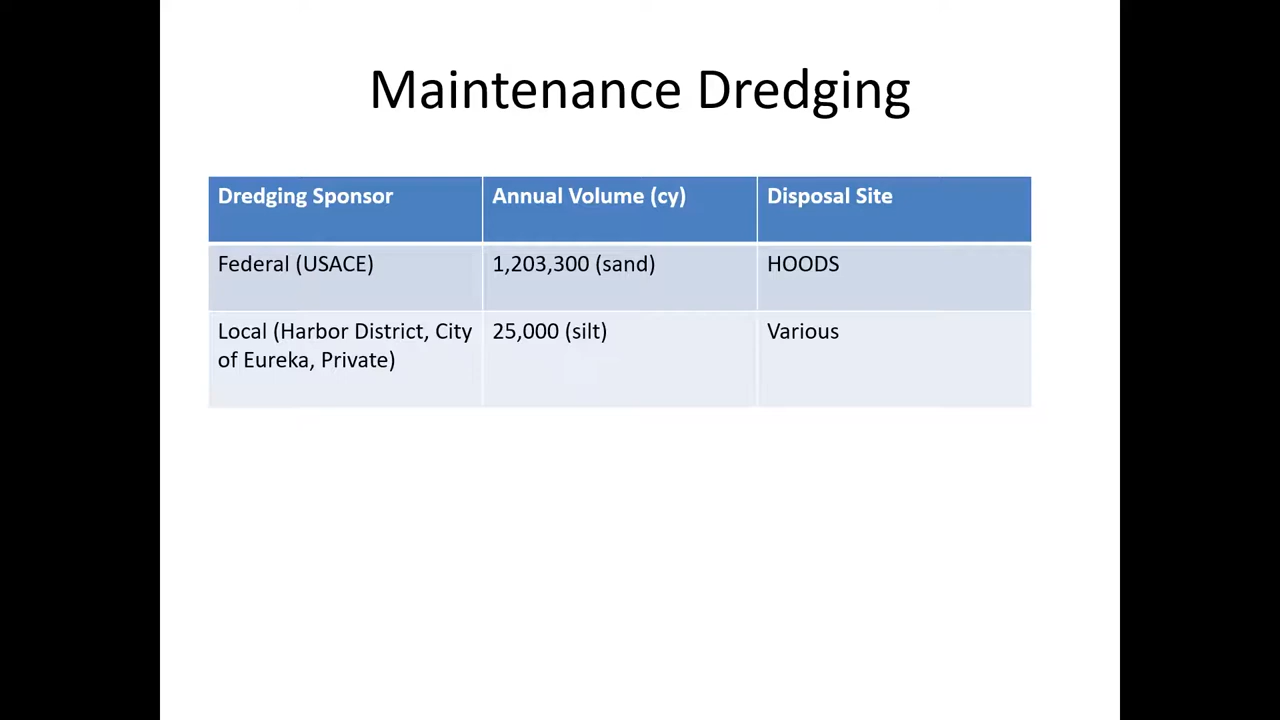 Maintenance Dredging
Dredging Sponsor
Annual Volume (cy)
Disposal Site
Federal (USACE)
1,203,300 (sand)
HOODS
Local (Harbor District, City
of Eureka, Private)
25,000 (silt)
Various